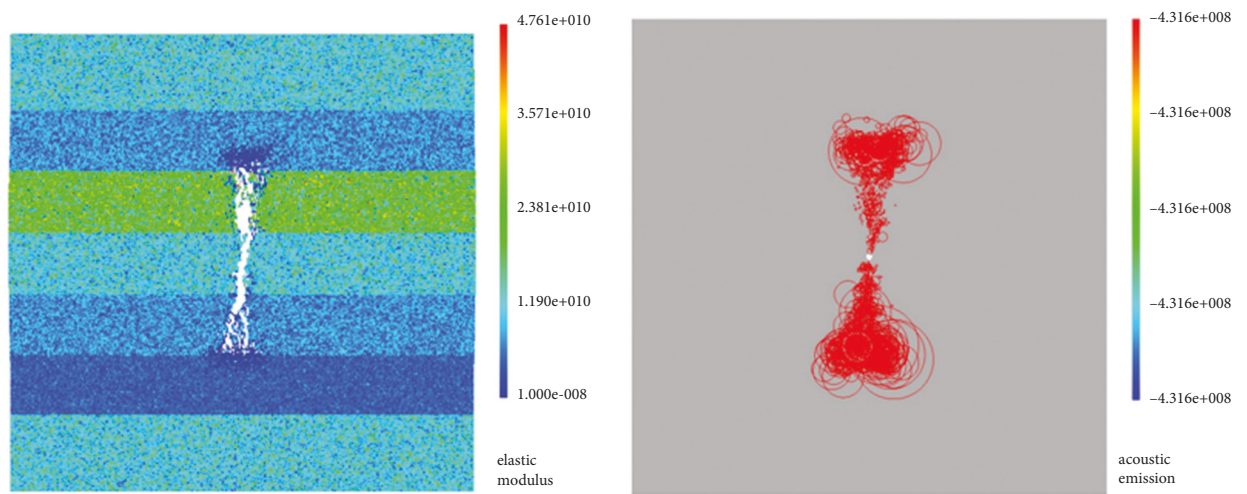 4.761e+010
3.571e+010
2.381e+010
1.190e+010
1.000e-008
elastic
modulus
−4.316e+008
−4.316e+008
−4.316e+008
−4.316e+008
−4.316e+008
acoustic
emission